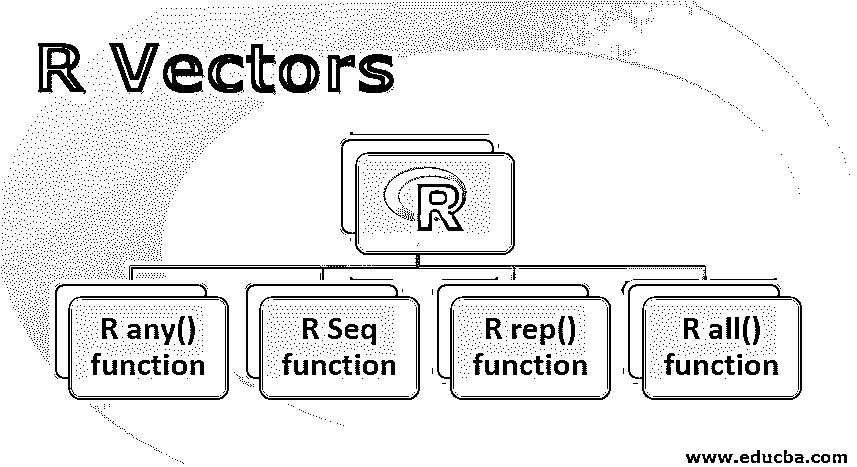 R Vectors
R
R any()
function
R Seq
function
R rep()
function
R all()
function
www.educba.com